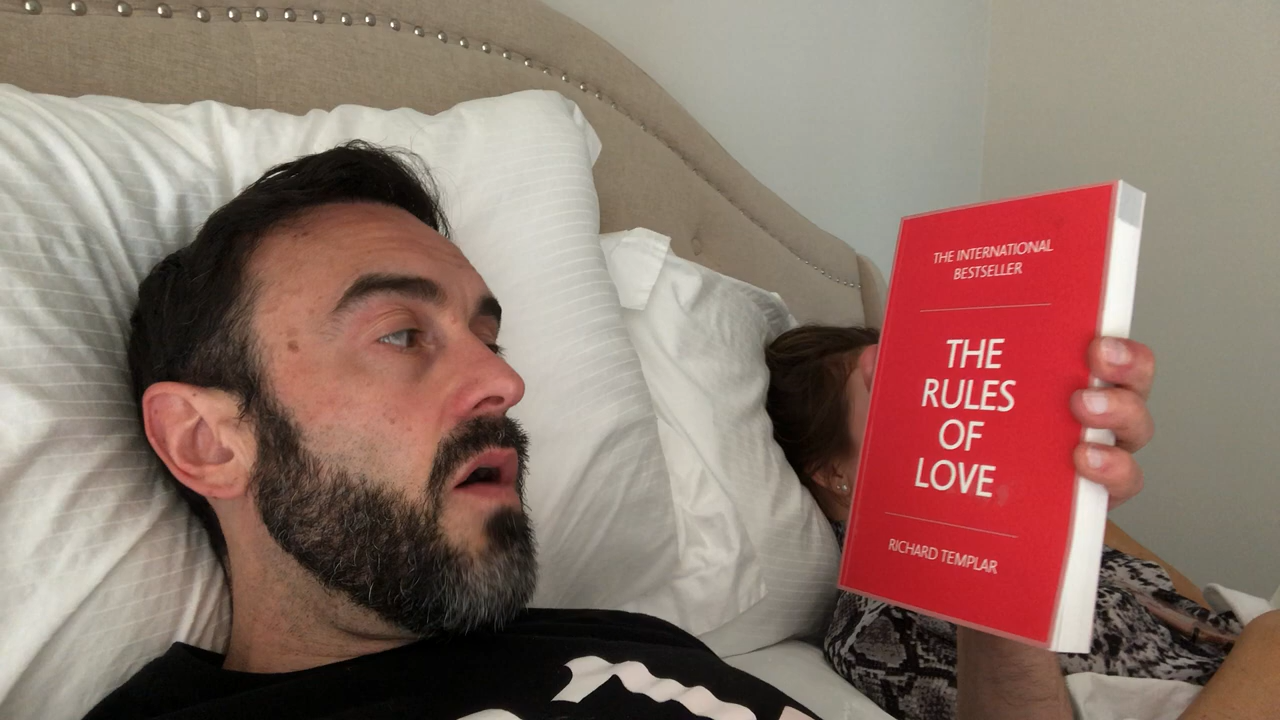 THE INTERNATIONAL
BESTSELLER
THE
RULES
OF
LOVE
RICHARD TEMPLAR